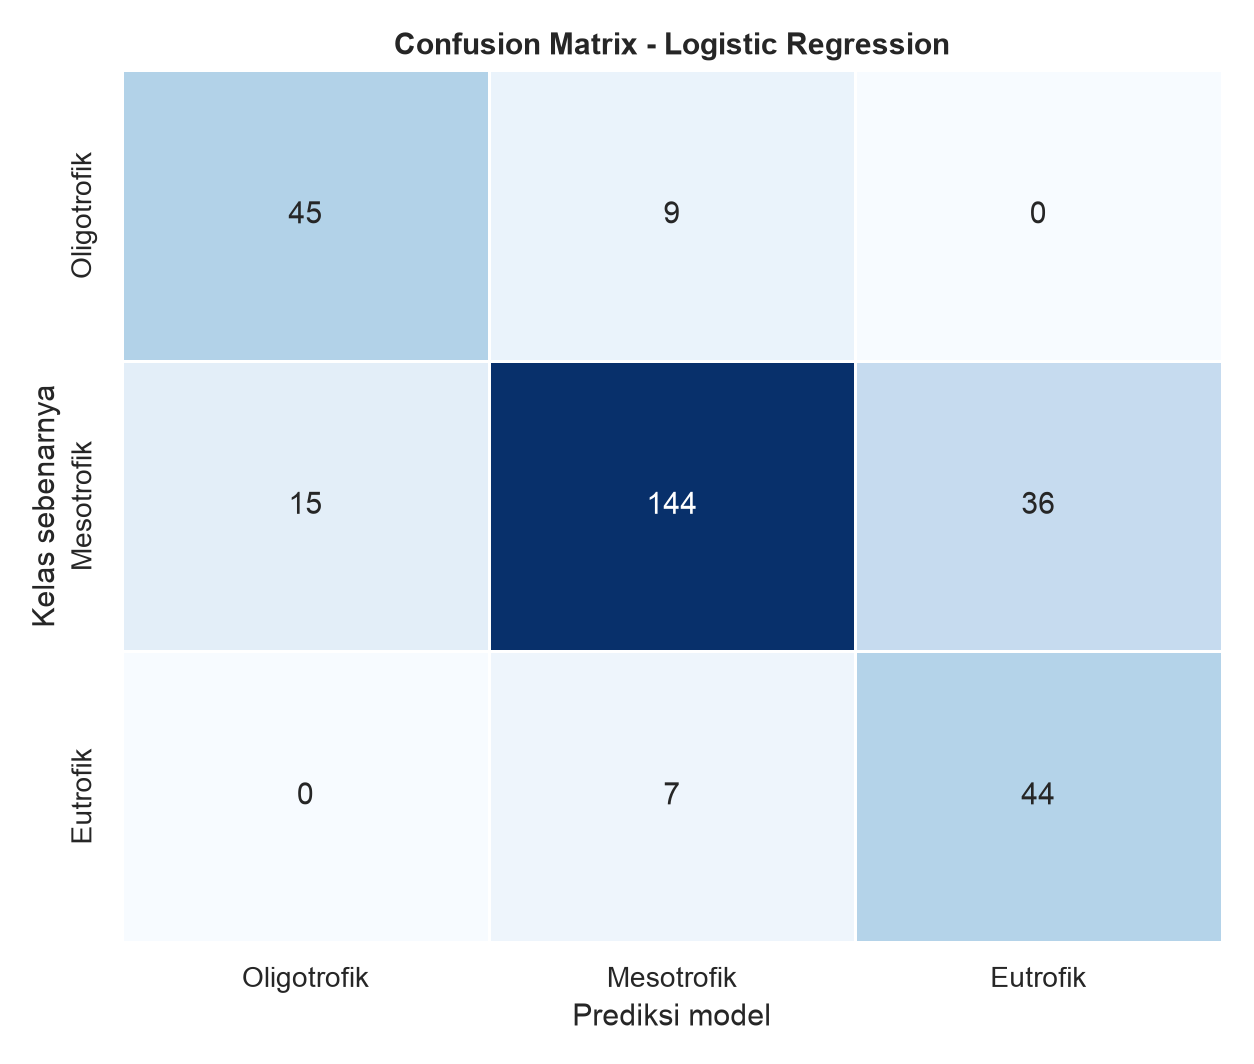 Confusion Matrix - Logistic Regression
Kelas sebenarnya
Oligotrofik
45 9 0
Mesotrofik
15 144 36
Eutrofik
0 7 44
Oligotrofik Mesotrofik Eutrofik
Prediksi model